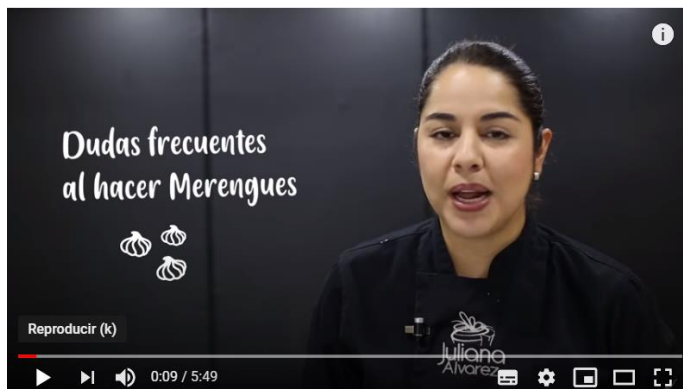 Dudas frecuentes
al hacer Merengues
Reproducir (k)
Juliana
Alvarez
0:09 / 5:49